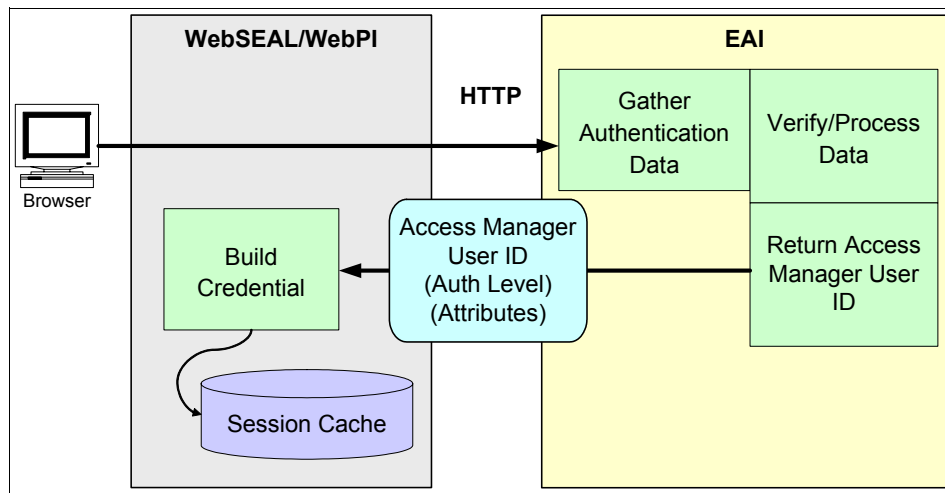 WebSEAL/WebPI
EAI
HTTP
Gather
Authentication
Data
Verify/Process
Data
Browser
Access Manager
User ID
(Auth Level)
(Attributes)
Build
Credential
Return Access
Manager User
ID
Session Cache